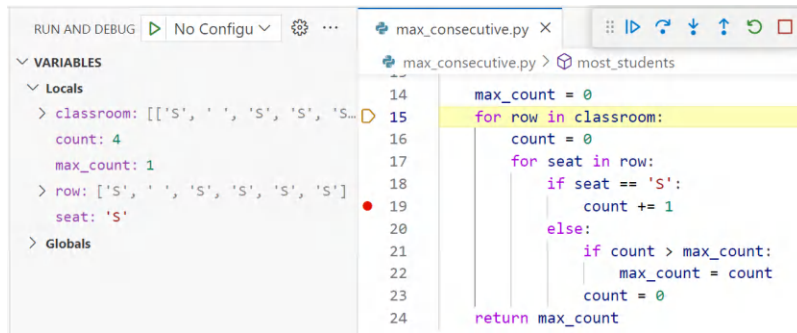 RUN AND DEBUG No Configu ···
VARIABLES
Locals
classroom: [['S', ' ', 'S', 'S', 'S…
count: 4
max_count: 1
row: ['S', ' ', 'S', 'S', 'S', 'S']
seat: 'S'
Globals
max_consecutive.py
max_consecutive.py > most_students
14 max_count = 0
15 for row in classroom:
16 count = 0
17 for seat in row:
18 if seat == 'S':
19 count += 1
20 else:
21 if count > max_count:
22 max_count = count
23 count = 0
24 return max_count